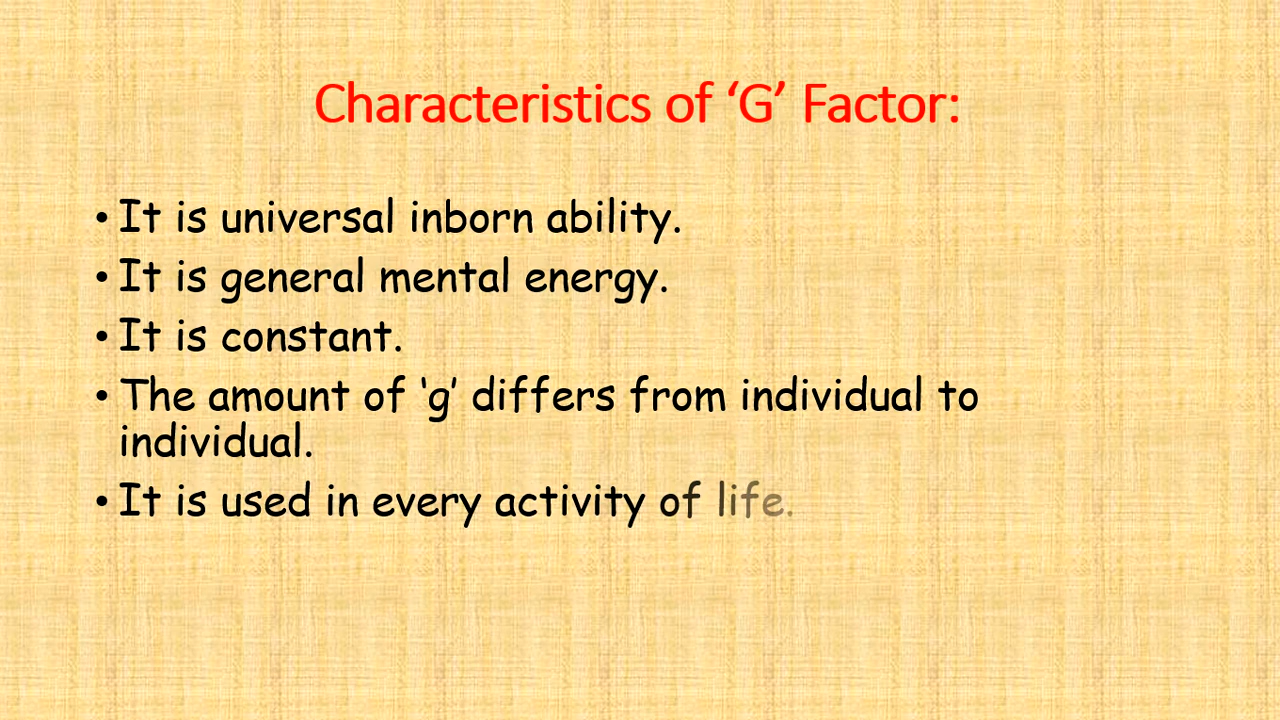 Characteristics of ‘G’ Factor:
• It is universal inborn ability.
• It is general mental energy.
• It is constant.
• The amount of ‘g’ differs from individual to
individual.
• It is used in every activity of life.